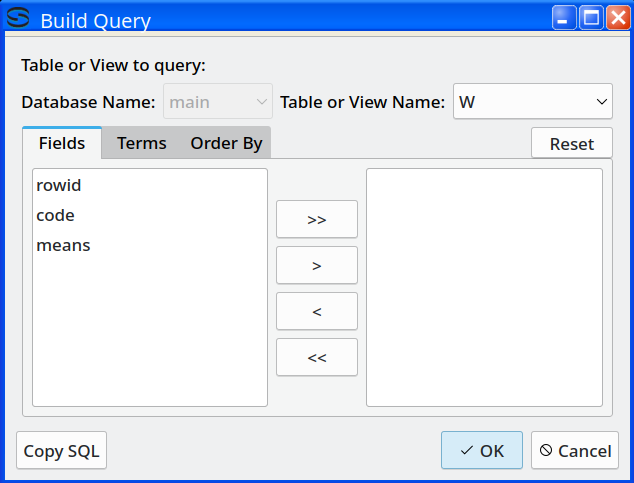 Build Query
Table or View to query:
Database Name: main Table or View Name: W
Fields Terms Order By Reset
rowid
code
means
>>
>
<
<<
Copy SQL OK Cancel